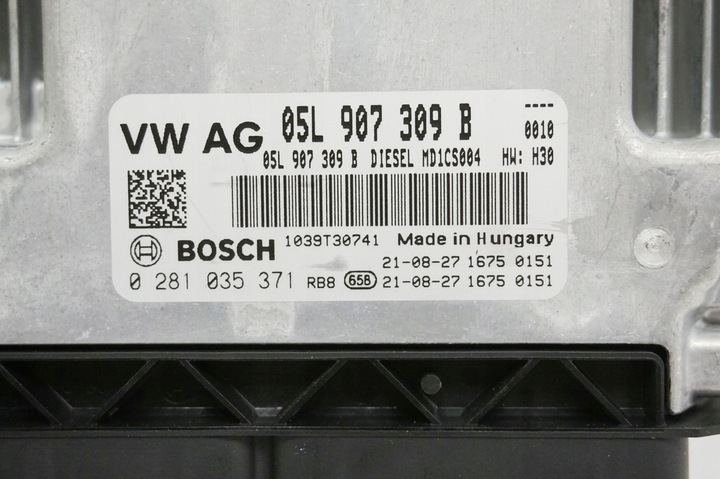 VW AG 05L 907 309 B ----
0010
05L 907 309 B DIESEL MD1CS004 HW: H30
BOSCH 1039T30741 Made in Hungary
21-08-27 1675 0151
0 281 035 371 RB8 65B 21-08-27 1675 0151